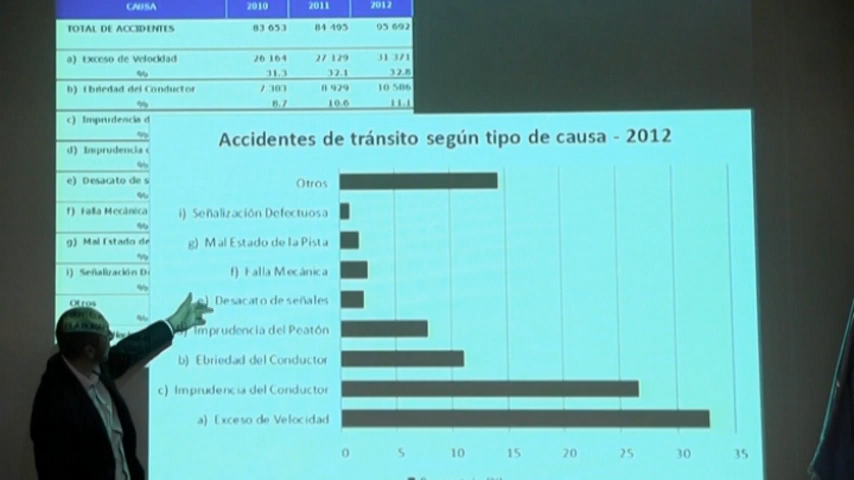 CAUSA 2010 2011 2012
TOTAL DE ACCIDENTES 83 653 84 495 95 692
a) Exceso de Velocidad 26 164 27 129 31 371
% 31.3 32.1 32.8
b) Ebriedad del Conductor 7 303 8 929 10 586
% 8.7 10.6 11.1
c) Imprudencia d
%
d) Imprudencia
%
e) Desacato de s
%
f) Falla Mecánica
%
g) Mal Estado de
%
i) Señalización D
%
Otros
%
Accidentes de tránsito según tipo de causa - 2012
Otros
i) Señalización Defectuosa
g) Mal Estado de la Pista
f) Falla Mecánica
e) Desacato de señales
Imprudencia del Peatón
b) Ebriedad del Conductor
c) Imprudencia del Conductor
a) Exceso de Velocidad
0 5 10 15 20 25 30 35